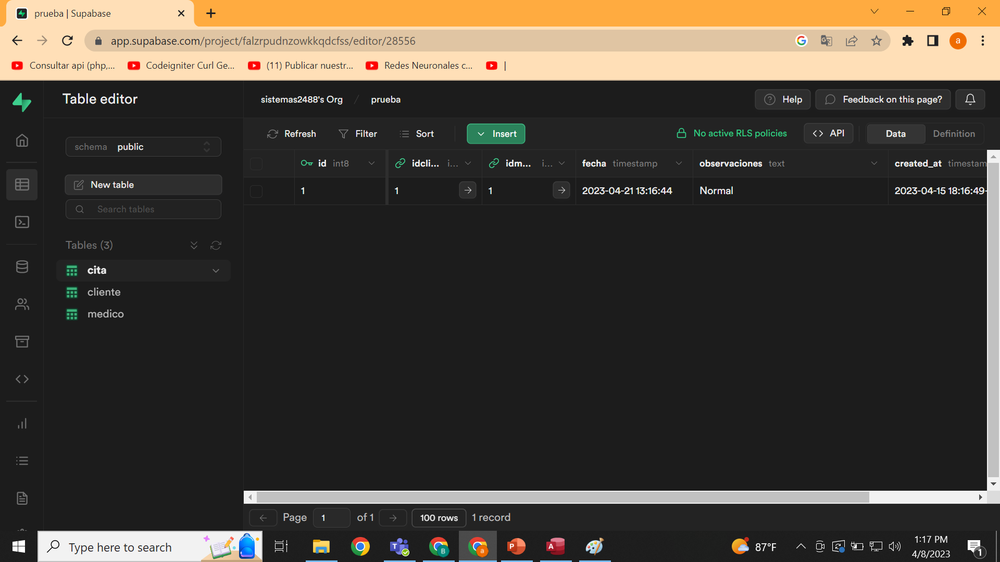 prueba | Supabase
app.supabase.com/project/falzrpudnzowkkqdcfss/editor/28556
a
Consultar api (php,...
Codeigniter Curl Ge...
(11) Publicar nuestr...
Redes Neuronales c...
|
Table editor
sistemas2488's Org / prueba
Help
Feedback on this page?
schema public
Refresh
Filter
Sort
Insert
No active RLS policies
<> API
Data
Definition
id int8
idcli... i...
idm... i...
fecha timestamp
observaciones text
created_at timestam
1
1
1
2023-04-21 13:16:44
Normal
2023-04-15 18:16:49-
New table
Search tables
Tables (3)
cita
cliente
medico
Page 1 of 1
100 rows
1 record
Type here to search
T
B
a
P
A
87°F
1:17 PM
4/8/2023
1